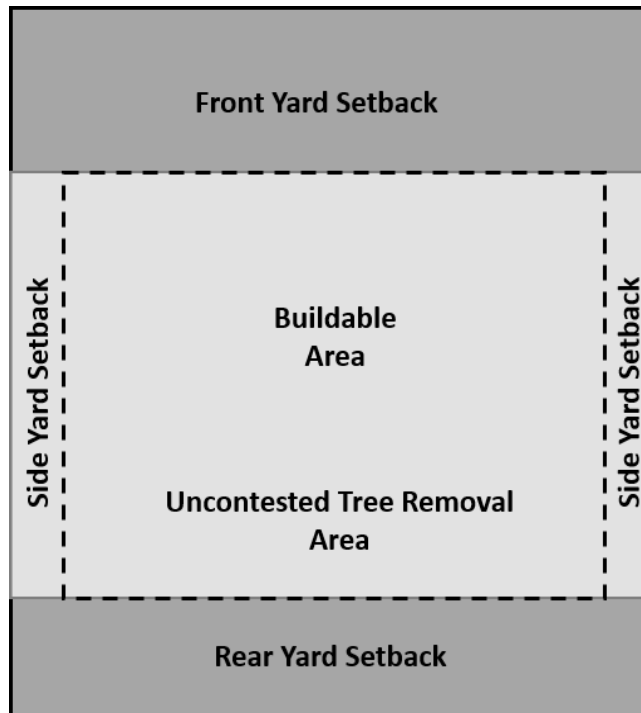 Front Yard Setback
Side Yard Setback
Buildable
Area
Side Yard Setback
Uncontested Tree Removal
Area
Rear Yard Setback